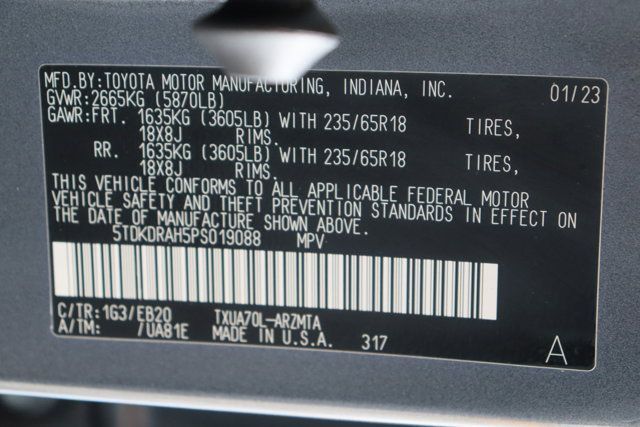 MFD.BY:TOYOTA MOTOR MANUFACTURING, INDIANA, INC. 01/23
GVWR:2665KG (5870LB)
GAWR:FRT. 1635KG (3605LB) WITH 235/65R18 TIRES,
18X8J RIMS.
RR. 1635KG (3605LB) WITH 235/65R18 TIRES,
18X8J RIMS.
THIS VEHICLE CONFORMS TO ALL APPLICABLE FEDERAL MOTOR
VEHICLE SAFETY AND THEFT PREVENTION STANDARDS IN EFFECT ON
THE DATE OF MANUFACTURE SHOWN ABOVE.
5TDKDRAH5PS019088 MPV
C/TR:1G3/EB20 TXUA70L-ARZMTA
A/TM: /UA81E MADE IN U.S.A. 317 A